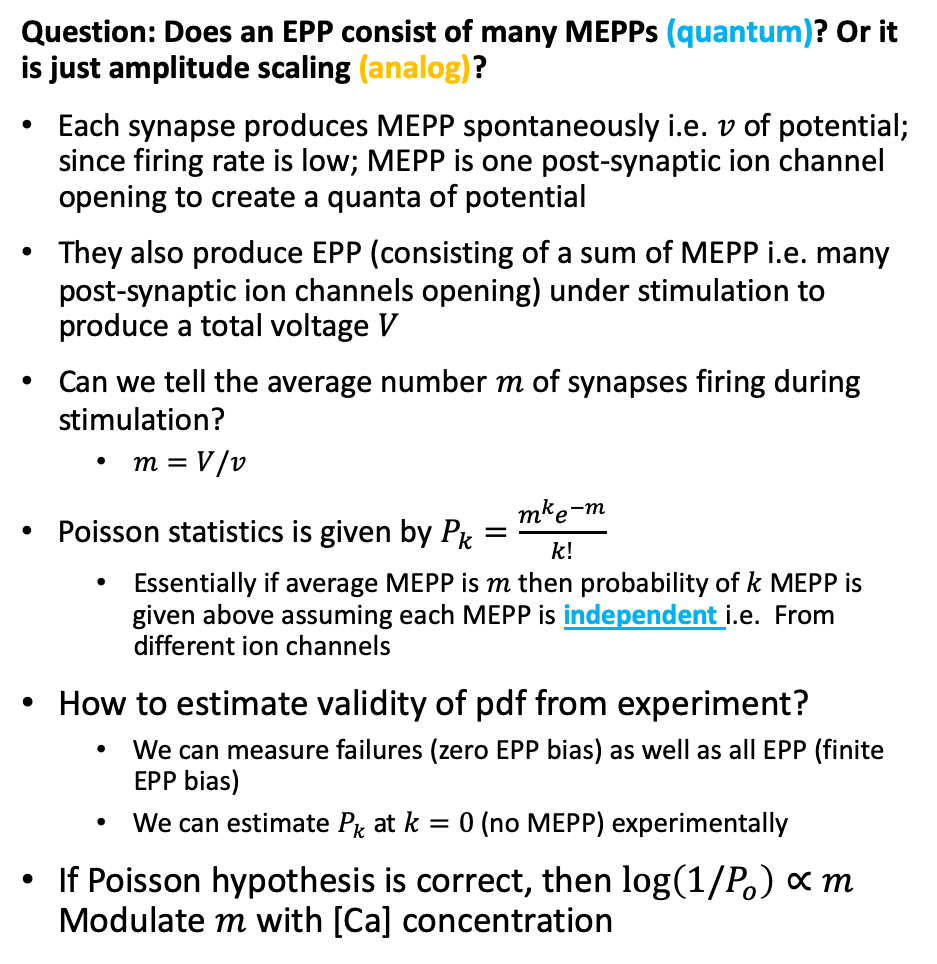 Question: Does an EPP consist of many MEPPs (quantum)? Or it
is just amplitude scaling (analog)?
• Each synapse produces MEPP spontaneously i.e. 𝑣 of potential;
since firing rate is low; MEPP is one post-synaptic ion channel
opening to create a quanta of potential
• They also produce EPP (consisting of a sum of MEPP i.e. many
post-synaptic ion channels opening) under stimulation to
produce a total voltage 𝑉
• Can we tell the average number 𝑚 of synapses firing during
stimulation?
• 𝑚 = 𝑉/𝑣
• Poisson statistics is given by 𝑃ₖ = \frac{m^k e^{-m}}{k!}
• Essentially if average MEPP is 𝑚 then probability of 𝑘 MEPP is
given above assuming each MEPP is independent i.e. From
different ion channels
• How to estimate validity of pdf from experiment?
• We can measure failures (zero EPP bias) as well as all EPP (finite
EPP bias)
• We can estimate 𝑃ₖ at 𝑘 = 0 (no MEPP) experimentally
• If Poisson hypothesis is correct, then log(1/𝑃ₒ) ∝ 𝑚
Modulate 𝑚 with [Ca] concentration